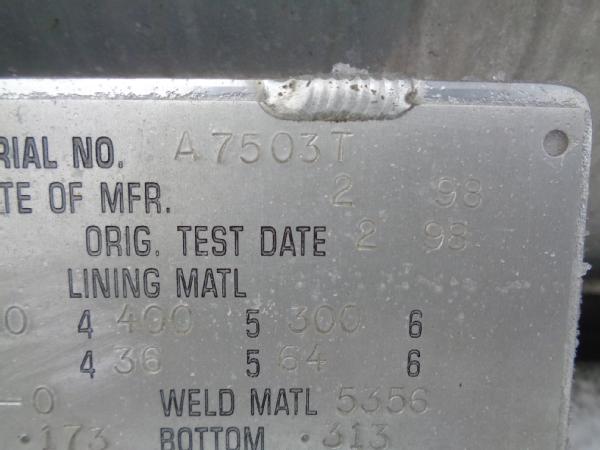 RIAL NO. A7503T
TE OF MFR. 2 98
ORIG. TEST DATE 2 98
LINING MATL
0 4 400 5 300 6
4 36 5 64 6
-0 WELD MATL 5356
.173 BOTTOM .313